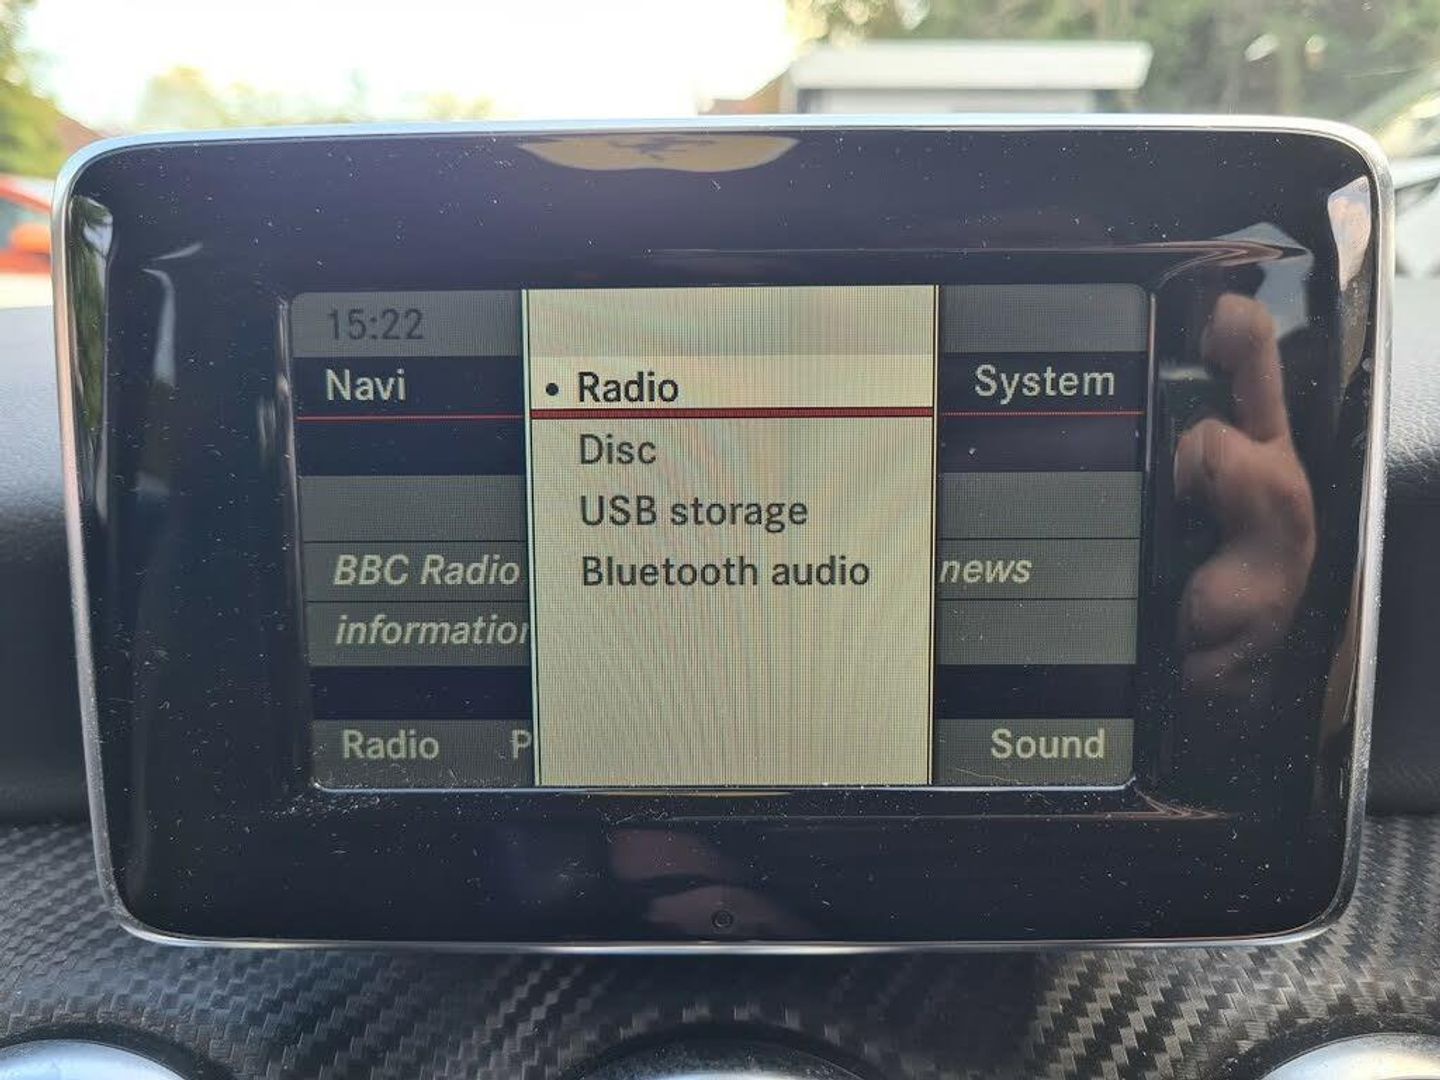 15:22
Navi
• Radio
System
Disc
USB storage
BBC Radio
Bluetooth audio
news
Radio
P
Sound